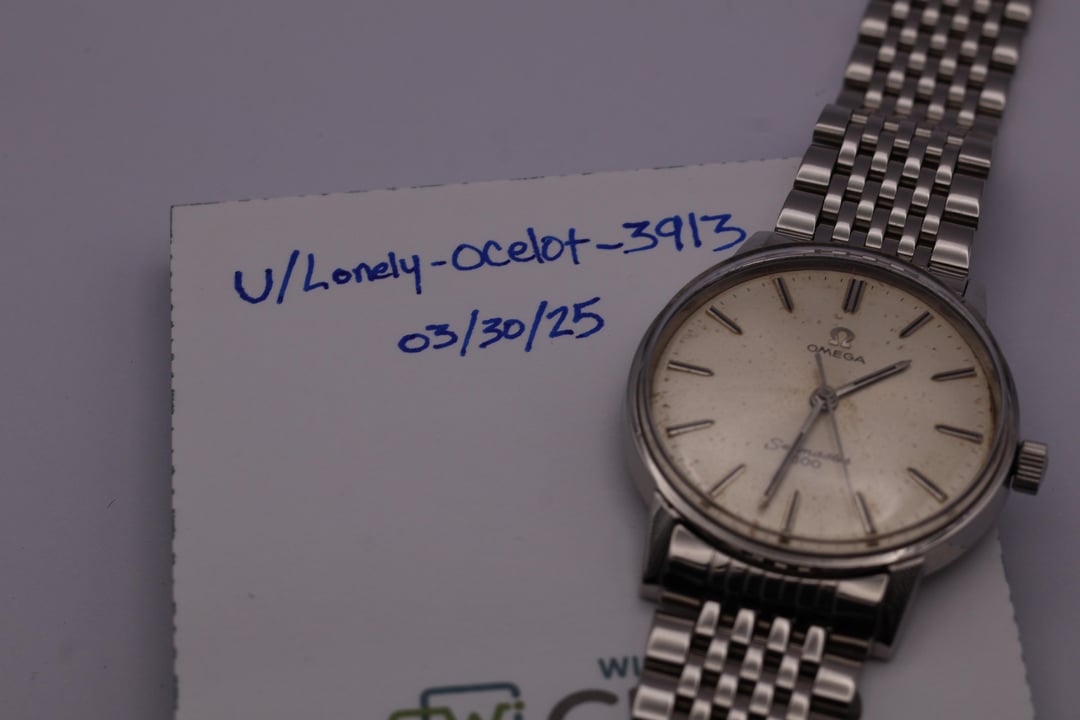 U/Lonely-Ocelot-3913
03/30/25
OMEGA
Seamaster
600